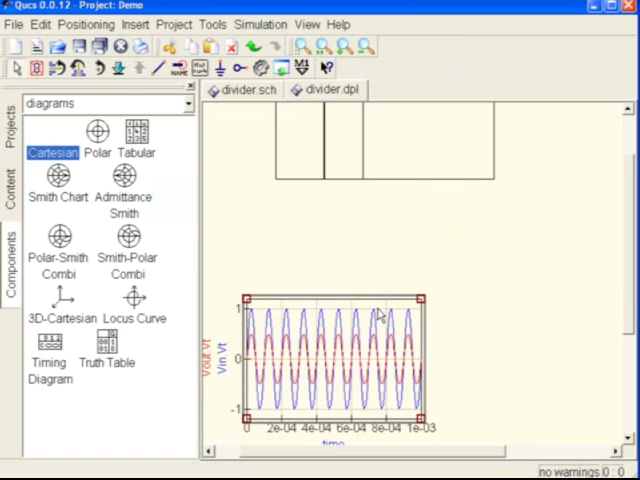 Qucs 0.0.12 - Project: Demo
File Edit Positioning Insert Project Tools Simulation View Help
NAME
Projects
Content
Components
diagrams
divider.sch
divider.dpl
Cartesian Polar Tabular
Smith Chart Admittance Smith
Polar-Smith Combi Smith-Polar Combi
3D-Cartesian Locus Curve
Timing Diagram Truth Table
Vout.Vt
Vin.Vt
1
0
-1
0 2e-04 4e-04 6e-04 8e-04 1e-03
time
no warnings 0 : 0